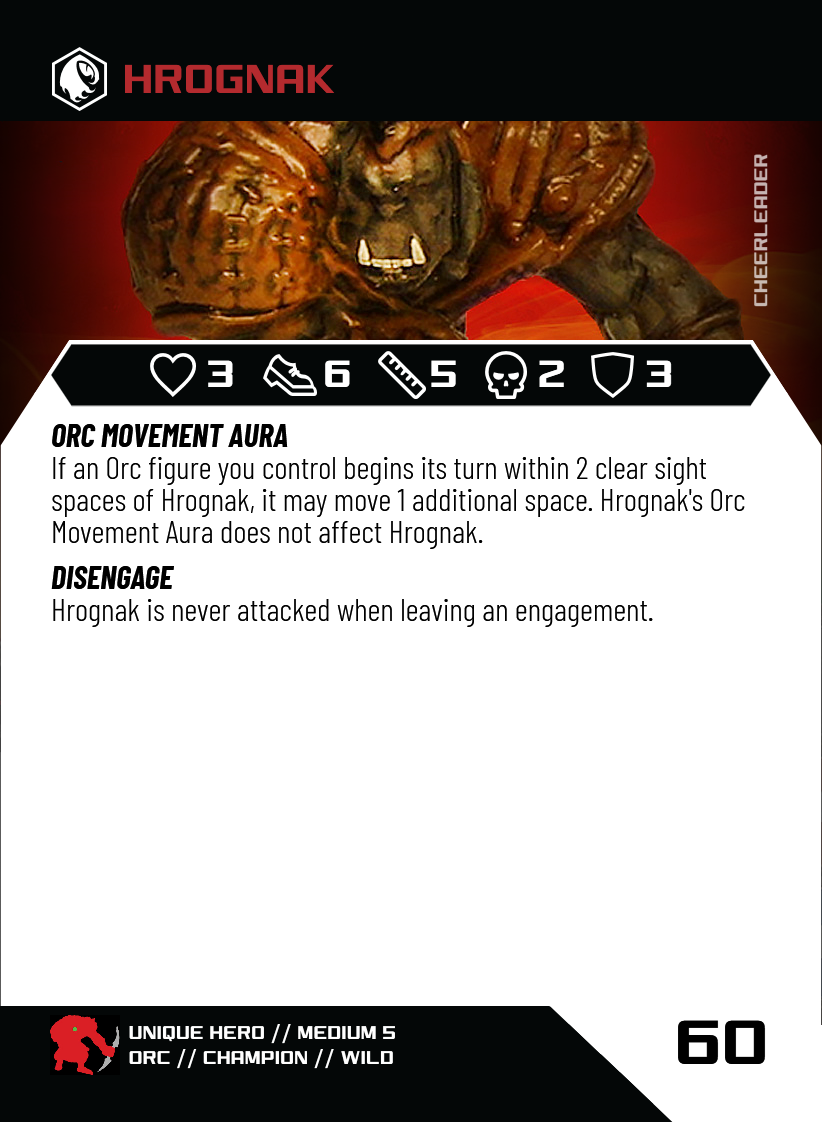 HROGNAK
CHEERLEADER
3 6 5 2 3
ORC MOVEMENT AURA
If an Orc figure you control begins its turn within 2 clear sight
spaces of Hrognak, it may move 1 additional space. Hrognak's Orc
Movement Aura does not affect Hrognak.
DISENGAGE
Hrognak is never attacked when leaving an engagement.
UNIQUE HERO // MEDIUM 5
ORC // CHAMPION // WILD
60